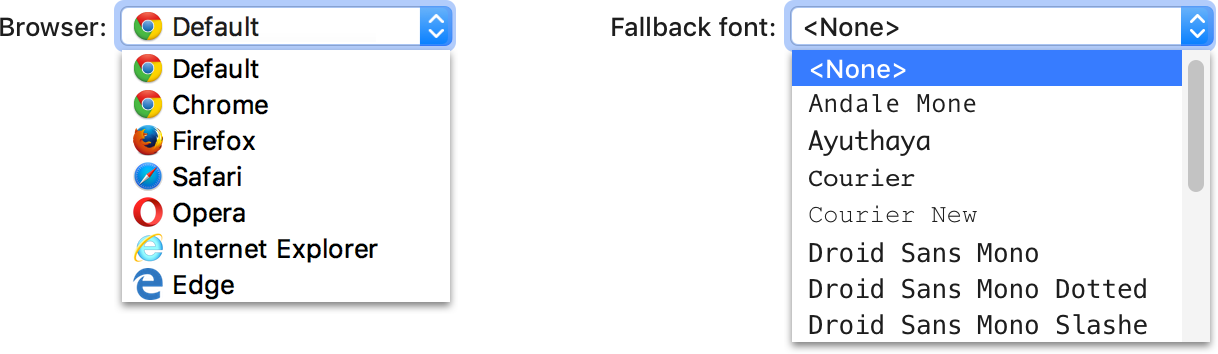 Browser: Default
Default
Chrome
Firefox
Safari
Opera
Internet Explorer
Edge
Fallback font: <None>
<None>
Andale Mone
Ayuthaya
Courier
Courier New
Droid Sans Mono
Droid Sans Mono Dotted
Droid Sans Mono Slashe